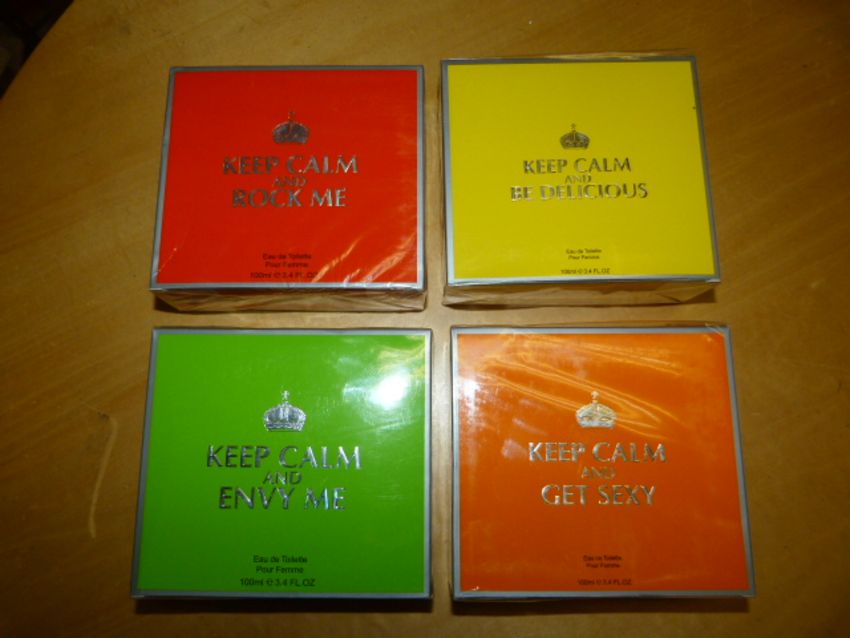 KEEP CALM
AND
ROCK ME
Eau de Toilette
Pour Femme
100ml ℮ 3.4 FL.OZ
KEEP CALM
AND
BE DELICIOUS
Eau de Toilette
Pour Femme
100ml ℮ 3.4 FL.OZ
KEEP CALM
AND
ENVY ME
Eau de Toilette
Pour Femme
100ml ℮ 3.4 FL.OZ
KEEP CALM
AND
GET SEXY
Eau de Toilette
Pour Femme
100ml ℮ 3.4 FL.OZ